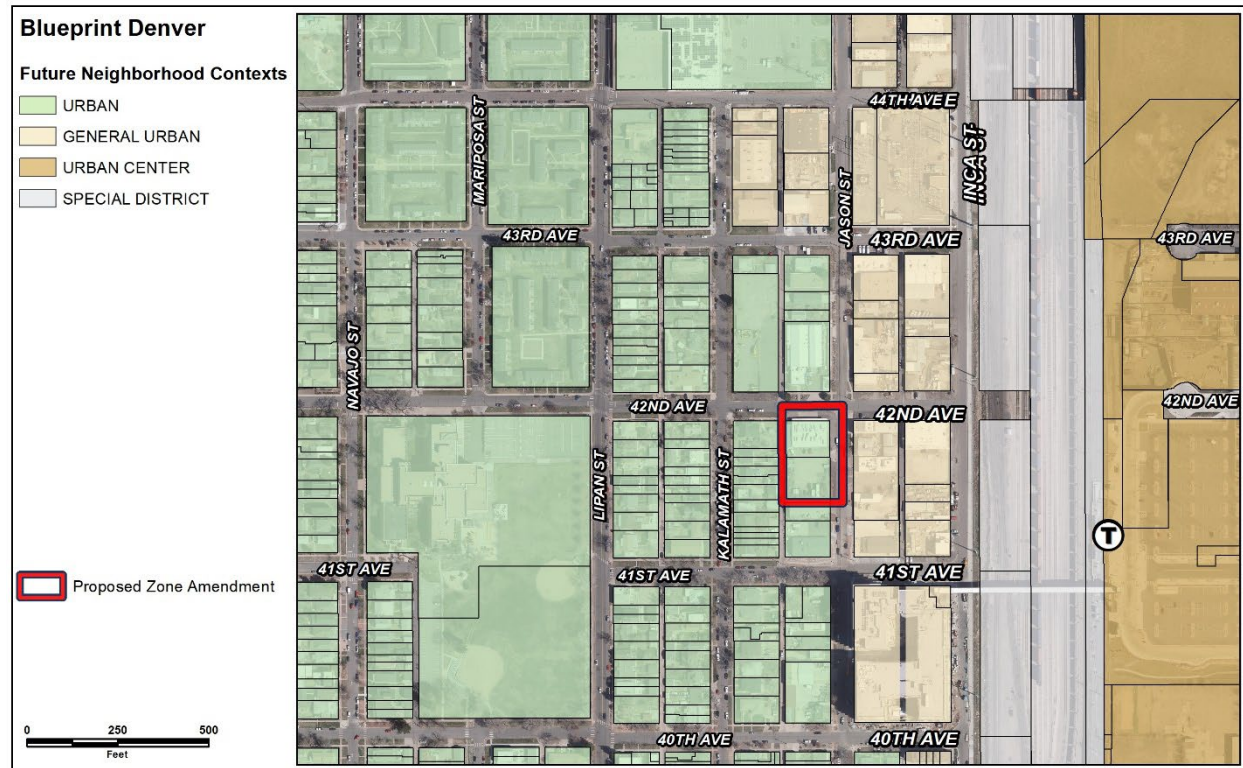 Blueprint Denver
Future Neighborhood Contexts
URBAN
GENERAL URBAN
URBAN CENTER
SPECIAL DISTRICT
Proposed Zone Amendment
0 250 500
Feet
44TH AVE E
MARIPOSA ST
INCA ST
INCA ST
JASON ST
43RD AVE
43RD AVE
43RD AVE
NAVAJO ST
42ND AVE
42ND AVE
42ND AVE
LIPAN ST
KALAMATH ST
T
41ST AVE
41ST AVE
41ST AVE
40TH AVE
40TH AVE